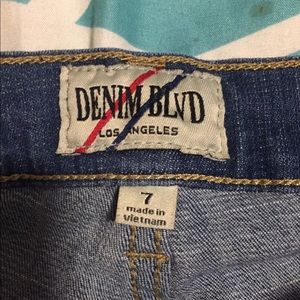 DENIM BLVD
LOS ANGELES
7
made in
vietnam